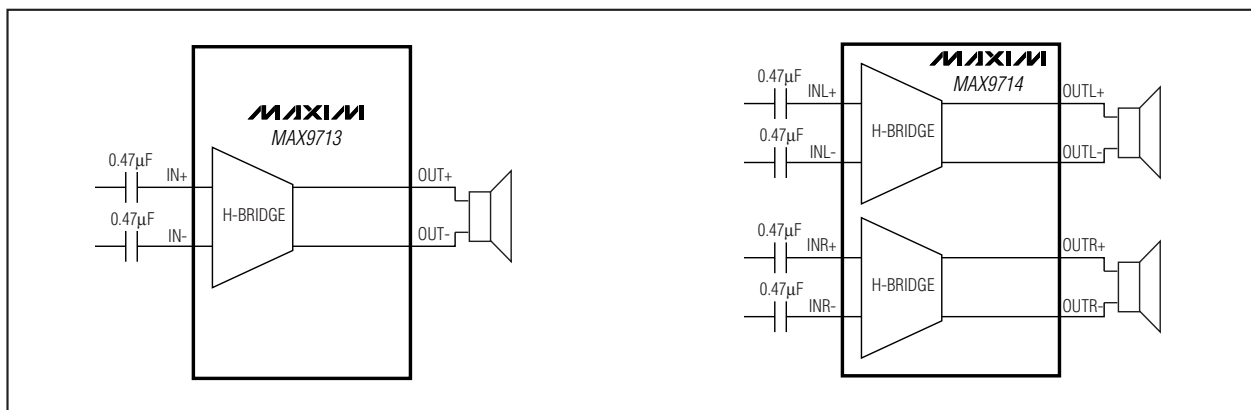 MAXIM
MAX9713
0.47µF
IN+
0.47µF
IN-
H-BRIDGE
OUT+
OUT-
MAXIM
MAX9714
0.47µF
INL+
0.47µF
INL-
H-BRIDGE
OUTL+
OUTL-
0.47µF
INR+
0.47µF
INR-
H-BRIDGE
OUTR+
OUTR-